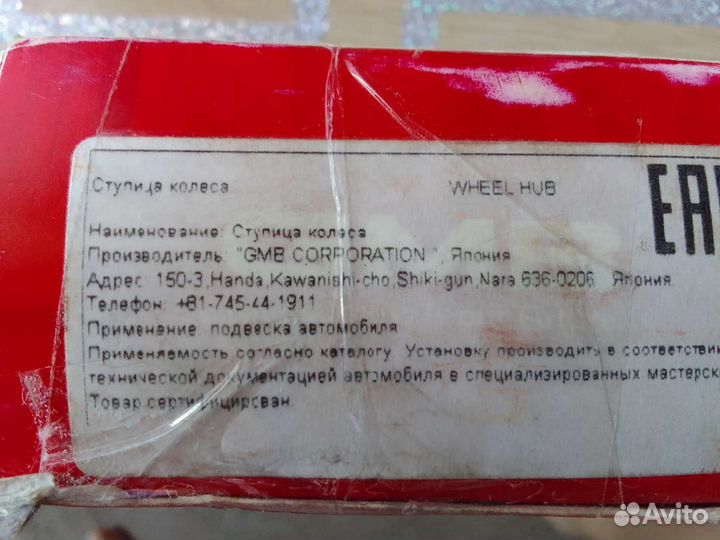 Ступица колеса WHEEL HUB EAC
Наименование: Ступица колеса
Производитель: "GMB CORPORATION", Япония
Адрес: 150-3,Handa,Kawanishi-cho,Shiki-gun,Nara 636-0206 Япония.
Телефон: +81-745-44-1911
Применение: подвеска автомобиля
Применяемость согласно каталогу. Установку производить в соответстви
технической документацией автомобиля в специализированных мастерск
Товар сертифицирован.
Avito